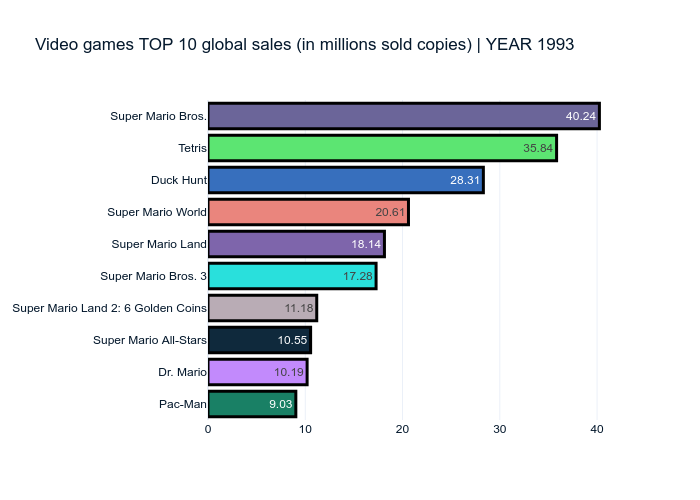 Video games TOP 10 global sales (in millions sold copies) | YEAR 1993
Super Mario Bros. 40.24
Tetris 35.84
Duck Hunt 28.31
Super Mario World 20.61
Super Mario Land 18.14
Super Mario Bros. 3 17.28
Super Mario Land 2: 6 Golden Coins 11.18
Super Mario All-Stars 10.55
Dr. Mario 10.19
Pac-Man 9.03
0 10 20 30 40